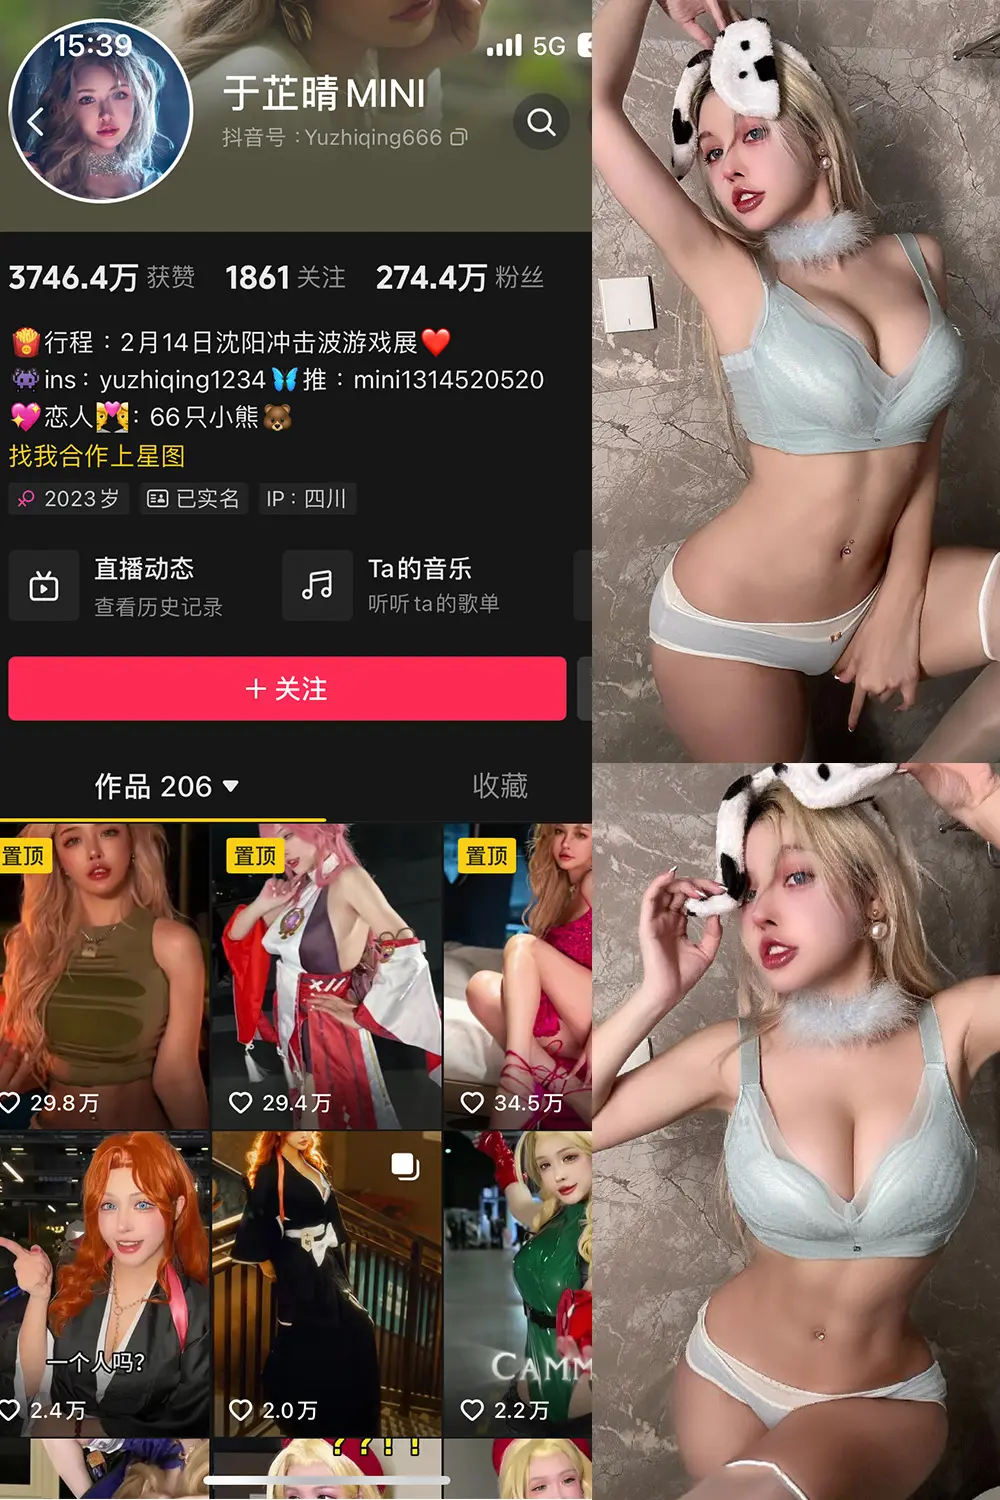 15:39
5G
于芷晴MINI
抖音号：Yuzhiqing666
3746.4万 获赞 1861 关注 274.4万 粉丝
🍟行程：2月14日沈阳冲击波游戏展❤️
👾ins：yuzhiqing1234🦋推：mini1314520520
💖恋人👩‍❤️‍👨：66只小熊🐻
找我合作上星图
2023岁 已实名 IP：四川
直播动态
查看历史记录
Ta的音乐
听听ta的歌单
+ 关注
作品 206 收藏
置顶 置顶 置顶
XII
29.8万 29.4万 34.5万
一个人吗？
CAMM
2.4万 2.0万 2.2万
??!!